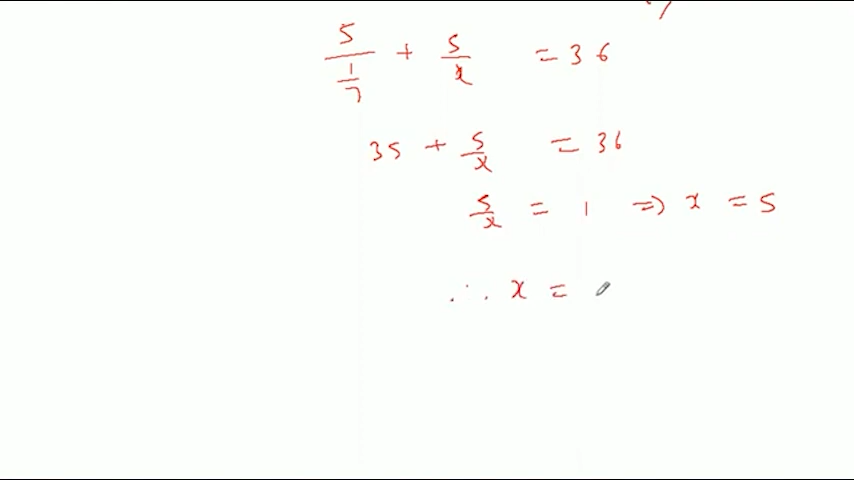 5/(1/7) + 5/x = 36
35 + 5/x = 36
5/x = 1 => x = 5
∴ x =